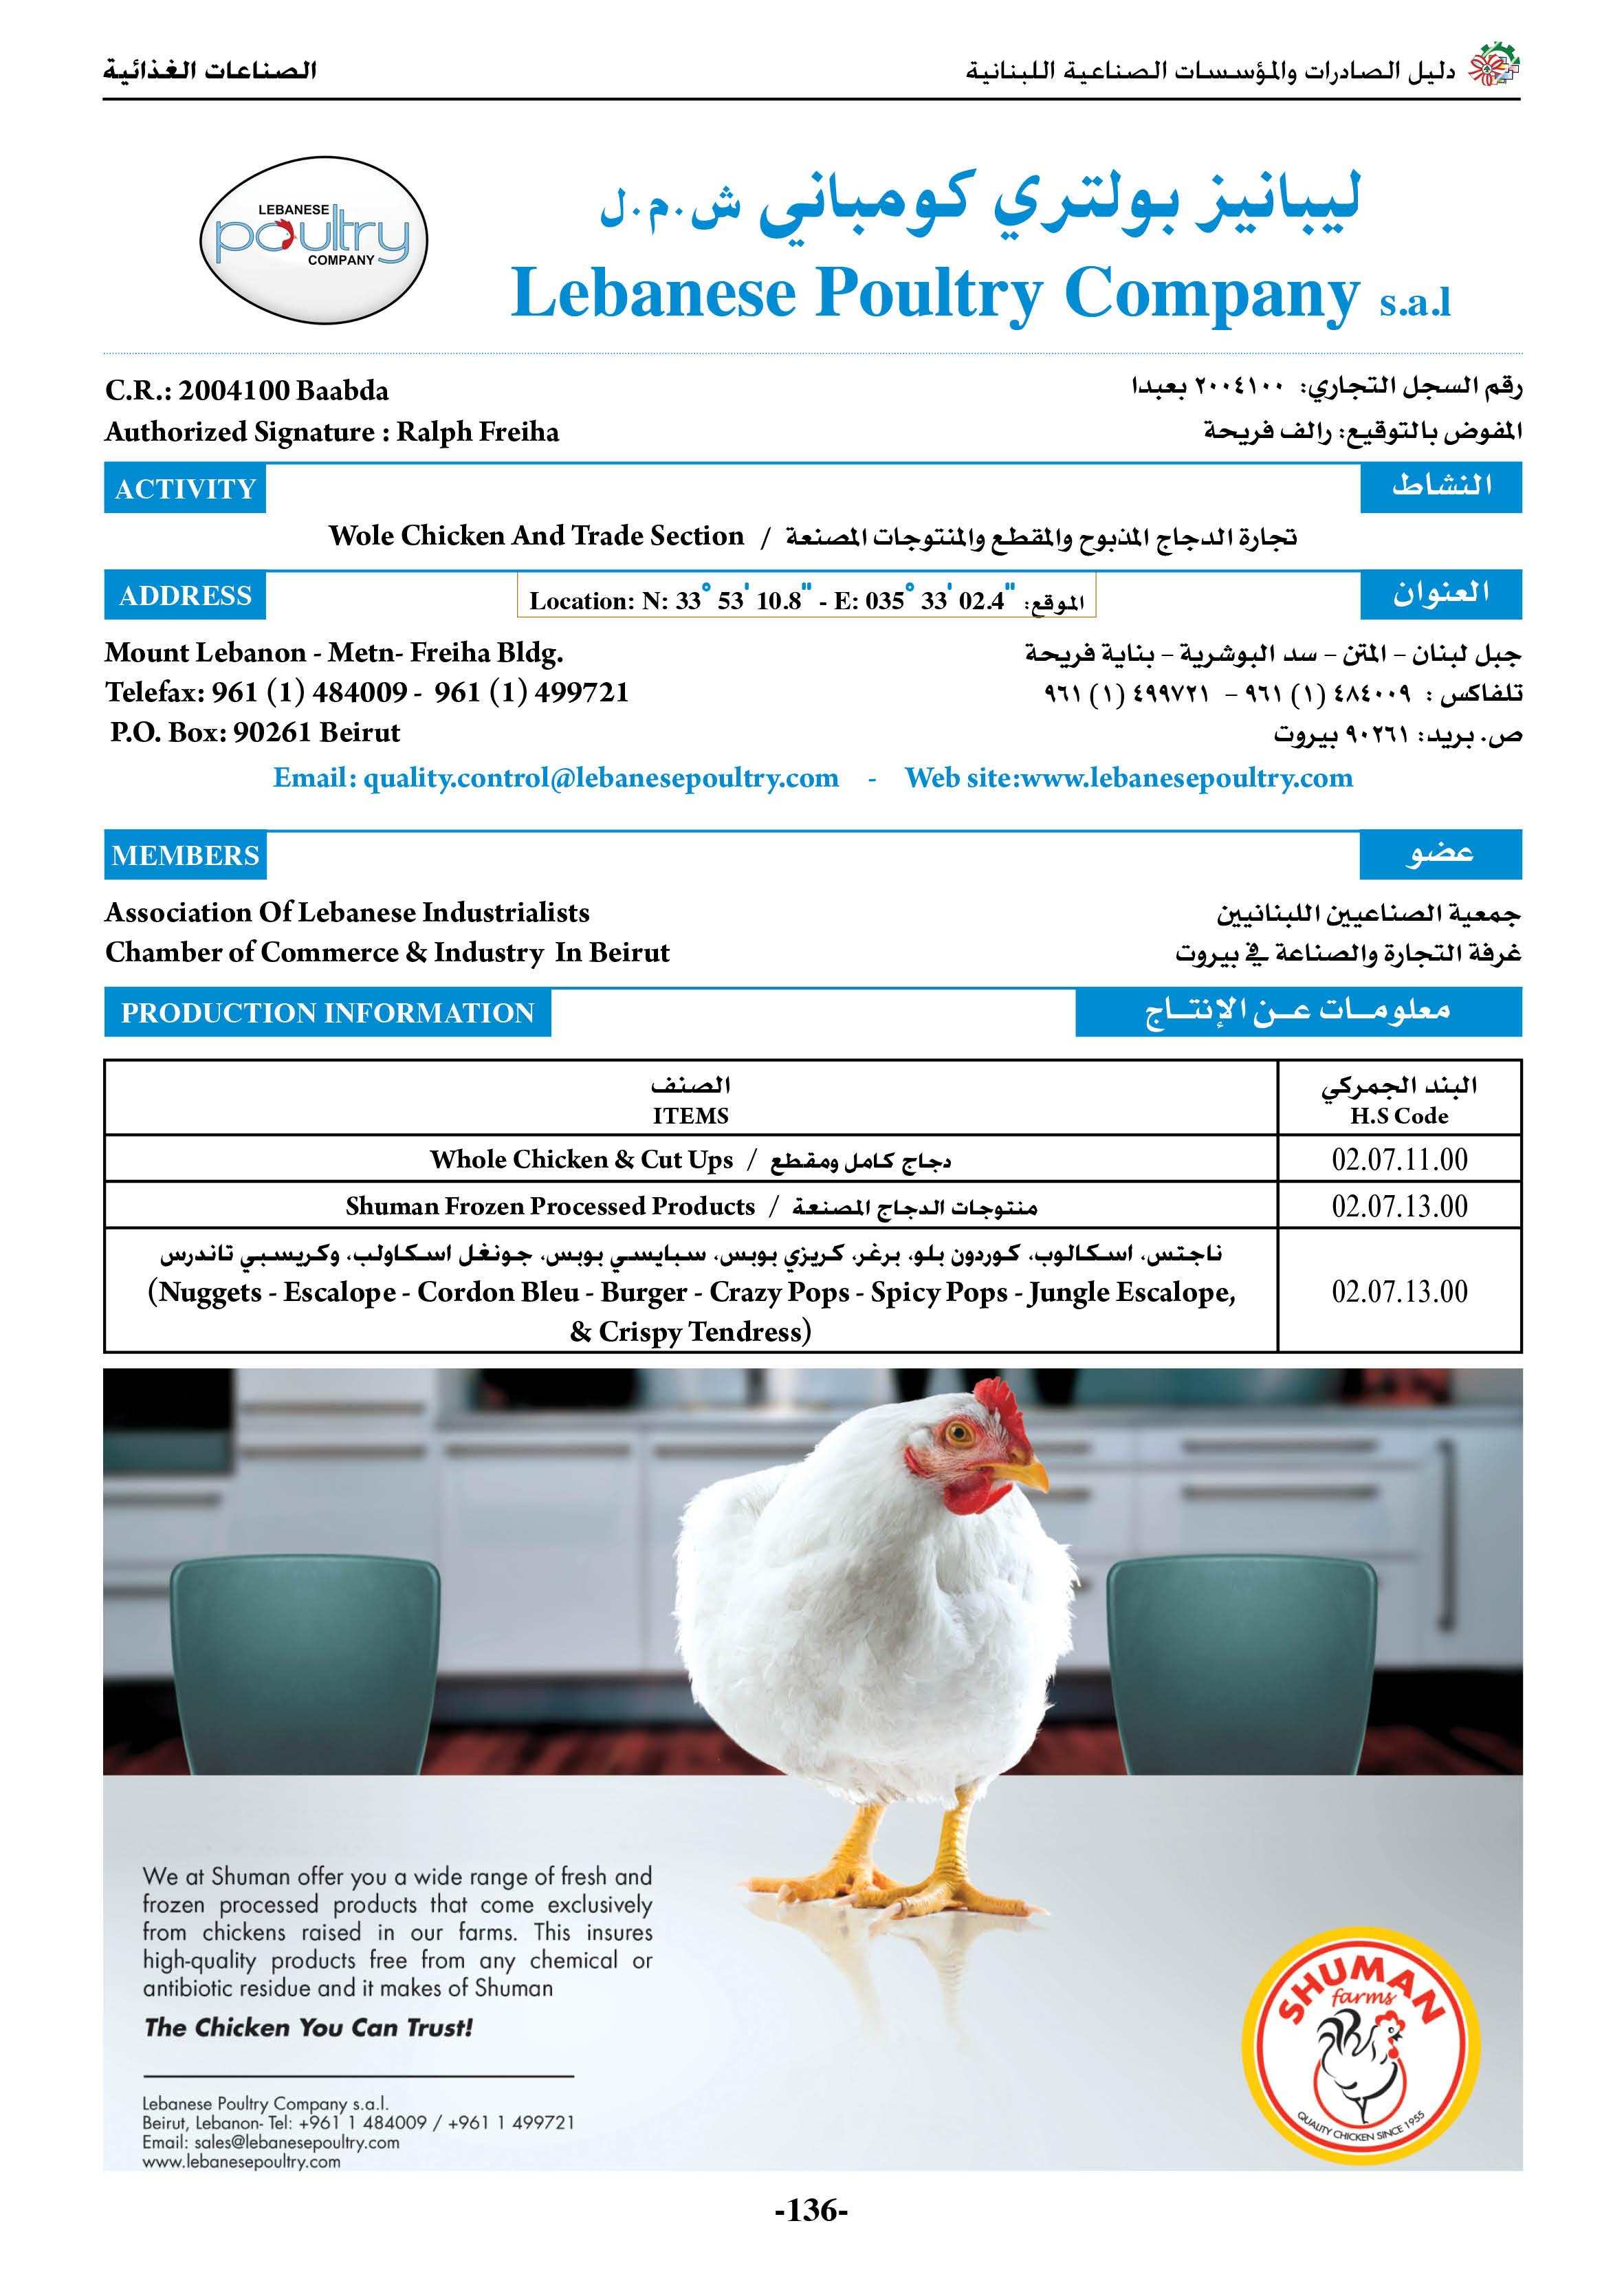 الصناعات الغذائية
دليل الصادرات والمؤسسات الصناعية اللبنانية
LEBANESE
poultry
COMPANY
ليبانيز بولتري كومباني ش.م.ل
Lebanese Poultry Company s.a.l
C.R.: 2004100 Baabda
رقم السجل التجاري: ٢٠٠٤١٠٠ بعبدا
Authorized Signature : Ralph Freiha
المفوض بالتوقيع: رالف فريحة
ACTIVITY
النشاط
Wole Chicken And Trade Section / تجارة الدجاج المذبوح والمقطع والمنتوجات المصنعة
ADDRESS
Location: N: 33° 53' 10.8" - E: 035° 33' 02.4" :الموقع
العنوان
Mount Lebanon - Metn- Freiha Bldg.
جبل لبنان – المتن – سد البوشرية – بناية فريحة
Telefax: 961 (1) 484009 - 961 (1) 499721
تلفاكس : ٤٨٤٠٠٩ (١) ٩٦١ – ٤٩٩٧٢١ (١) ٩٦١
P.O. Box: 90261 Beirut
ص. بريد: ٩٠٢٦١ بيروت
Email: quality.control@lebanesepoultry.com - Web site:www.lebanesepoultry.com
MEMBERS
عضو
Association Of Lebanese Industrialists
جمعية الصناعيين اللبنانيين
Chamber of Commerce & Industry In Beirut
غرفة التجارة والصناعة في بيروت
PRODUCTION INFORMATION
معلومـات عـن الإنتـاج
الصنف
البند الجمركي
ITEMS
H.S Code
Whole Chicken & Cut Ups / دجاج كامل ومقطع
02.07.11.00
Shuman Frozen Processed Products / منتوجات الدجاج المصنعة
02.07.13.00
ناجتس، اسكالوب، كوردون بلو، برغر، كريزي بوبس، سبايسي بوبس، جونغل اسكاولب، وكريسبي تاندرس
(Nuggets - Escalope - Cordon Bleu - Burger - Crazy Pops - Spicy Pops - Jungle Escalope,
& Crispy Tendress)
02.07.13.00
We at Shuman offer you a wide range of fresh and
frozen processed products that come exclusively
from chickens raised in our farms. This insures
high-quality products free from any chemical or
antibiotic residue and it makes of Shuman
The Chicken You Can Trust!
Lebanese Poultry Company s.a.l.
Beirut, Lebanon- Tel: +961 1 484009 / +961 1 499721
Email: sales@lebanesepoultry.com
www.lebanesepoultry.com
SHUMAN
farms
QUALITY CHICKEN SINCE 1955
-136-